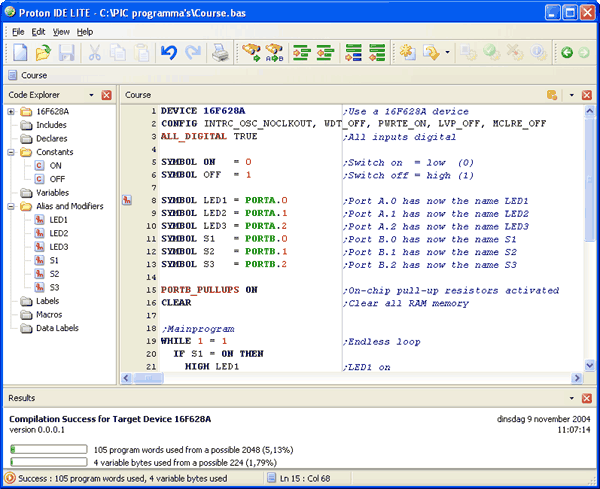 Proton IDE LITE - C:\PIC programma's\Course.bas
File Edit View Help
Course
Code Explorer
16F628A
Includes
Declares
Constants
ON
OFF
Variables
Alias and Modifiers
LED1
LED2
LED3
S1
S2
S3
Labels
Macros
Data Labels
Course
1 DEVICE 16F628A ;Use a 16F628A device
2 CONFIG INTRC_OSC_NOCLKOUT, WDT_OFF, PWRTE_ON, LVP_OFF, MCLRE_OFF
3 ALL_DIGITAL TRUE ;All inputs digital
4
5 SYMBOL ON = 0 ;Switch on = low (0)
6 SYMBOL OFF = 1 ;Switch off = high (1)
7
8 SYMBOL LED1 = PORTA.0 ;Port A.0 has now the name LED1
9 SYMBOL LED2 = PORTA.1 ;Port A.1 has now the name LED2
10 SYMBOL LED3 = PORTA.2 ;Port A.2 has now the name LED3
11 SYMBOL S1 = PORTB.0 ;Port B.0 has now the name S1
12 SYMBOL S2 = PORTB.1 ;Port B.1 has now the name S2
13 SYMBOL S3 = PORTB.2 ;Port B.2 has now the name S3
14
15 PORTB_PULLUPS ON ;On-chip pull-up resistors activated
16 CLEAR ;Clear all RAM memory
17
18 ;Mainprogram
19 WHILE 1 = 1 ;Endless loop
20 IF S1 = ON THEN
21 HIGH LED1 ;LED1 on
Results
Compilation Success for Target Device 16F628A dinsdag 9 november 2004
version 0.0.0.1 11:07:14
105 program words used from a possible 2048 (5,13%)
4 variable bytes used from a possible 224 (1,79%)
Success : 105 program words used, 4 variable bytes used Ln 15 : Col 68